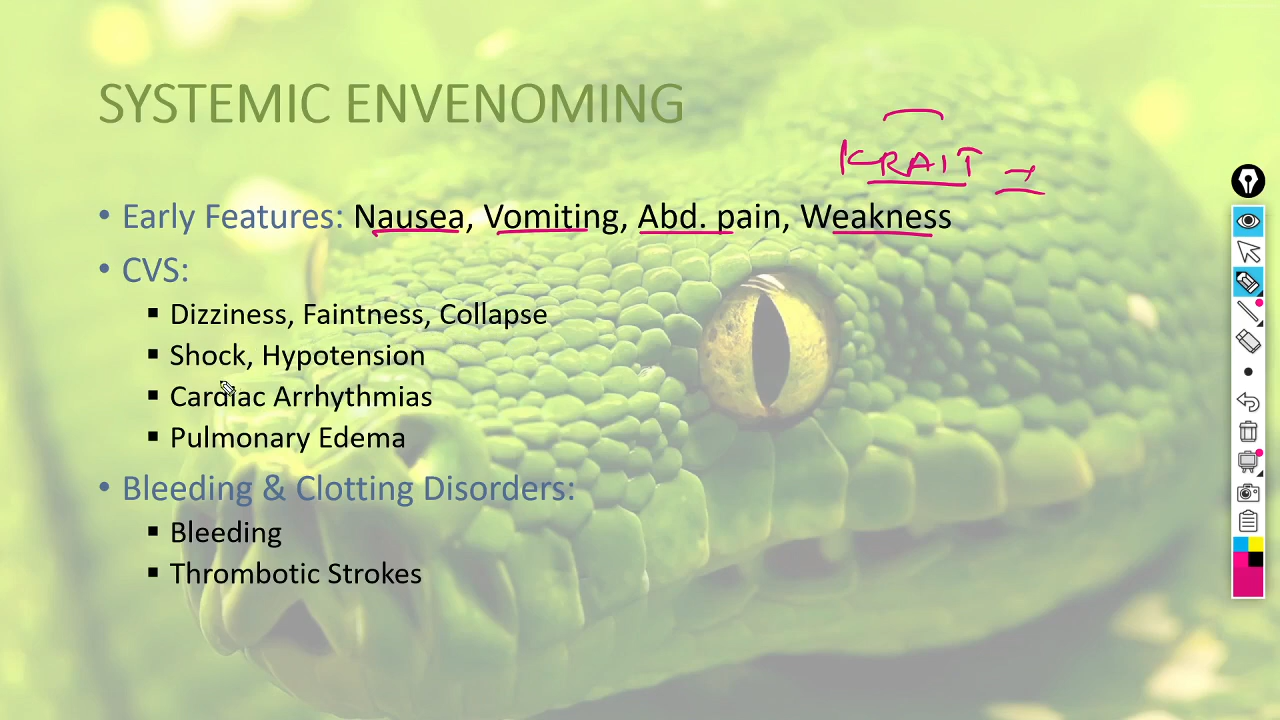 SYSTEMIC ENVENOMING
KRAIT
• Early Features: Nausea, Vomiting, Abd. pain, Weakness
• CVS:
▪ Dizziness, Faintness, Collapse
▪ Shock, Hypotension
▪ Cardiac Arrhythmias
▪ Pulmonary Edema
• Bleeding & Clotting Disorders:
▪ Bleeding
▪ Thrombotic Strokes